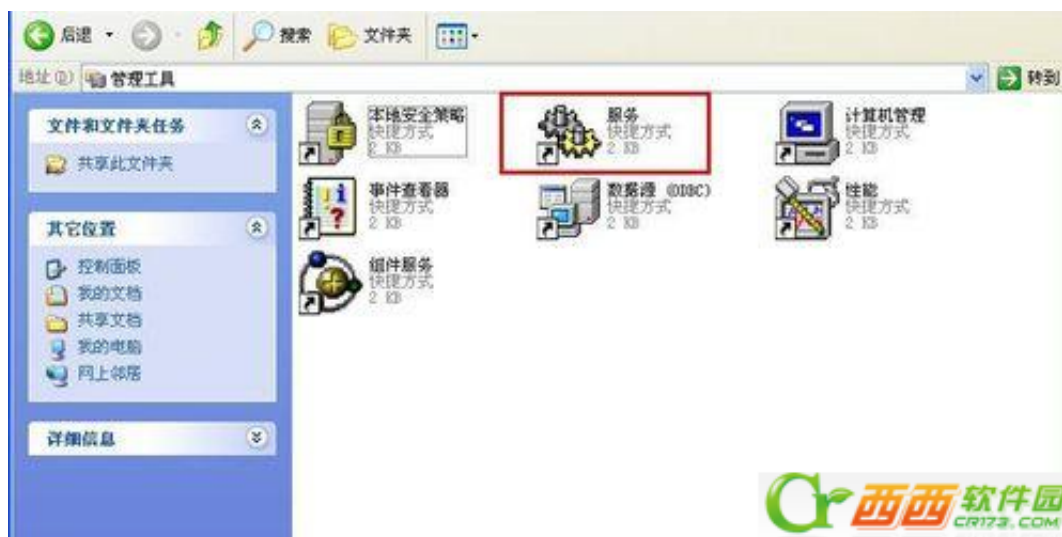 后退 搜索 文件夹
地址(D) 管理工具 转到
文件和文件夹任务
共享此文件夹
其它位置
控制面板
我的文档
共享文档
我的电脑
网上邻居
详细信息
本地安全策略
快捷方式
2 KB
服务
快捷方式
2 KB
计算机管理
快捷方式
2 KB
事件查看器
快捷方式
2 KB
数据源 (ODBC)
快捷方式
2 KB
性能
快捷方式
2 KB
组件服务
快捷方式
2 KB
西西软件园
CR173.COM